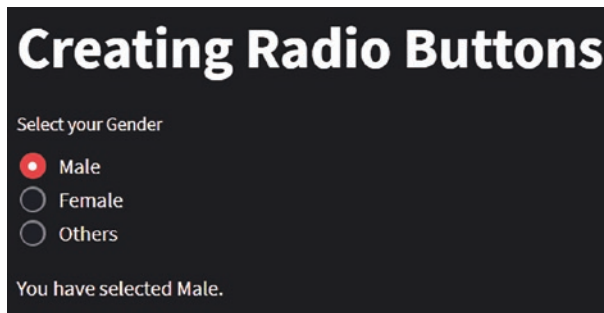 Creating Radio Buttons
Select your Gender
Male
Female
Others
You have selected Male.